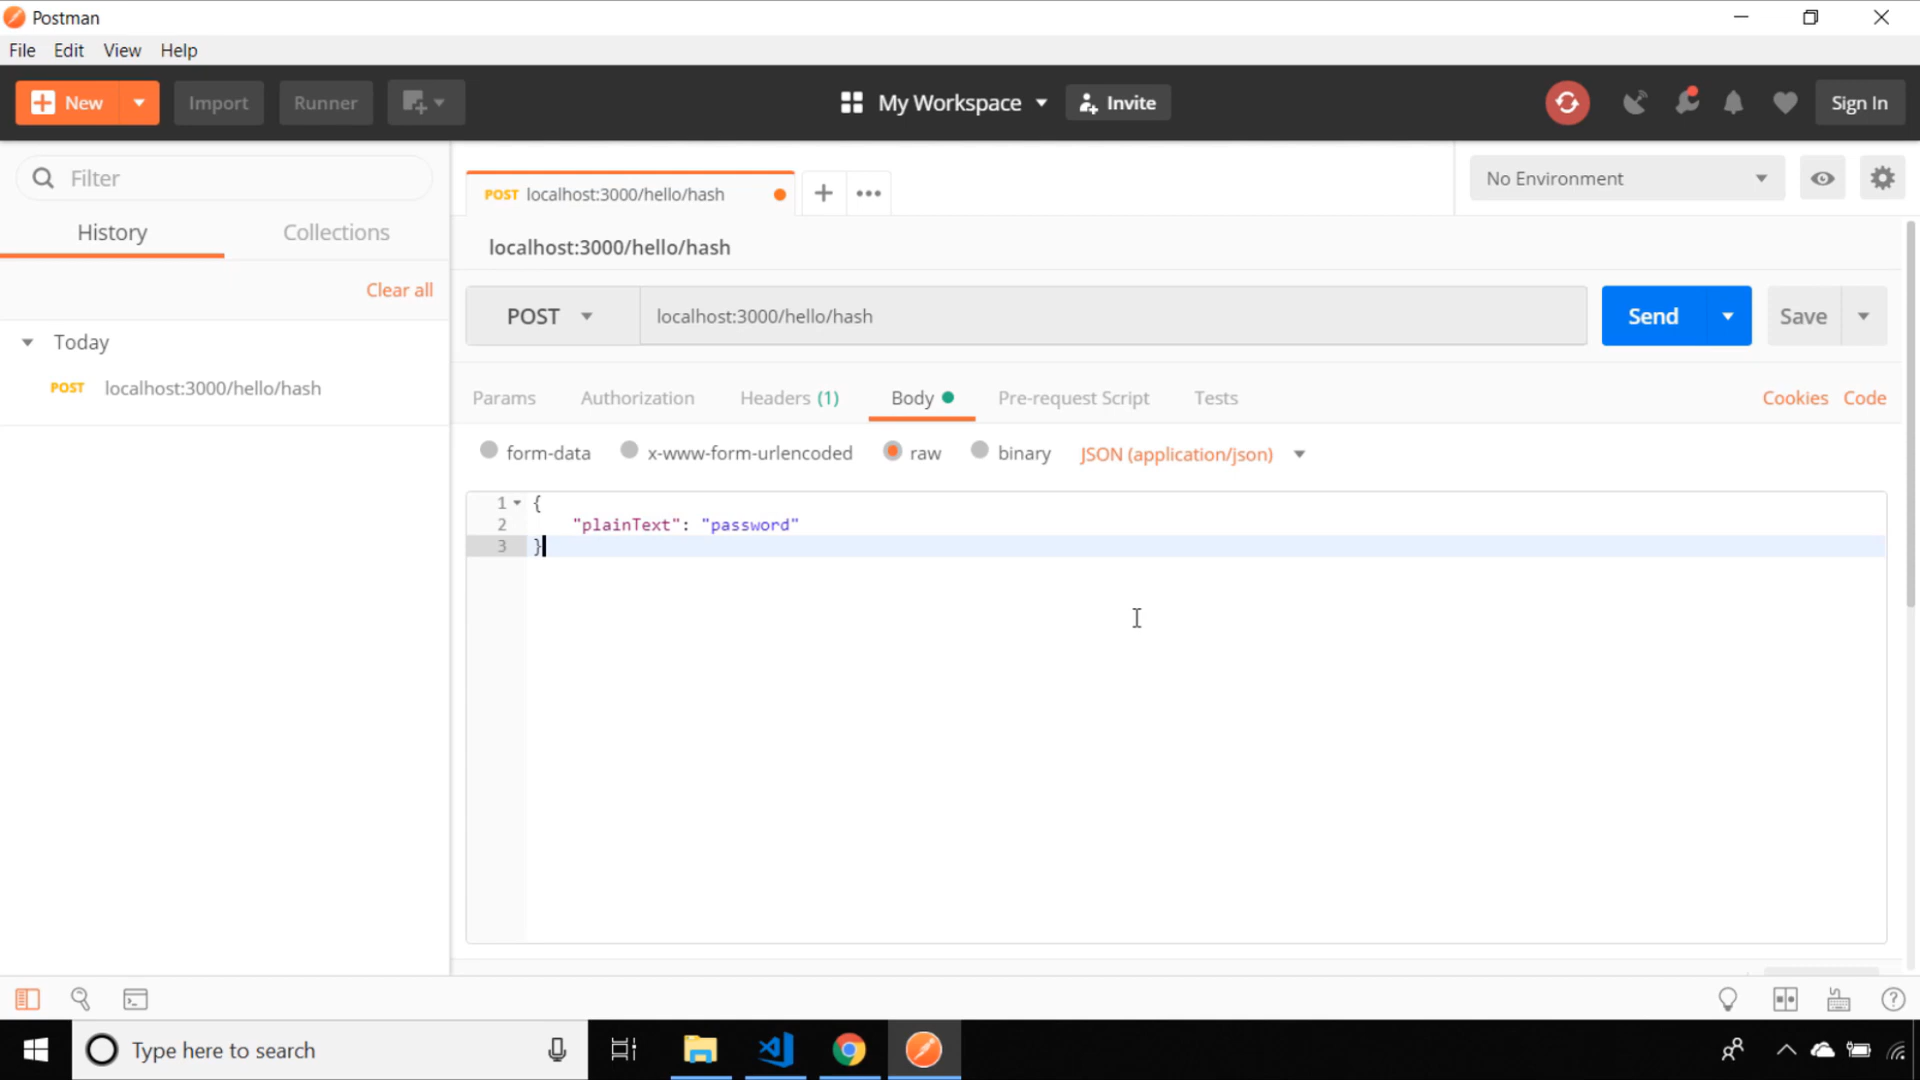 Postman
File Edit View Help
New Import Runner My Workspace Invite Sign In
Filter
History Collections
Clear all
Today
POST localhost:3000/hello/hash
POST localhost:3000/hello/hash
No Environment
localhost:3000/hello/hash
POST localhost:3000/hello/hash Send Save
Params Authorization Headers (1) Body Pre-request Script Tests Cookies Code
form-data x-www-form-urlencoded raw binary JSON (application/json)
1 {
2 "plainText": "password"
3 }
Type here to search